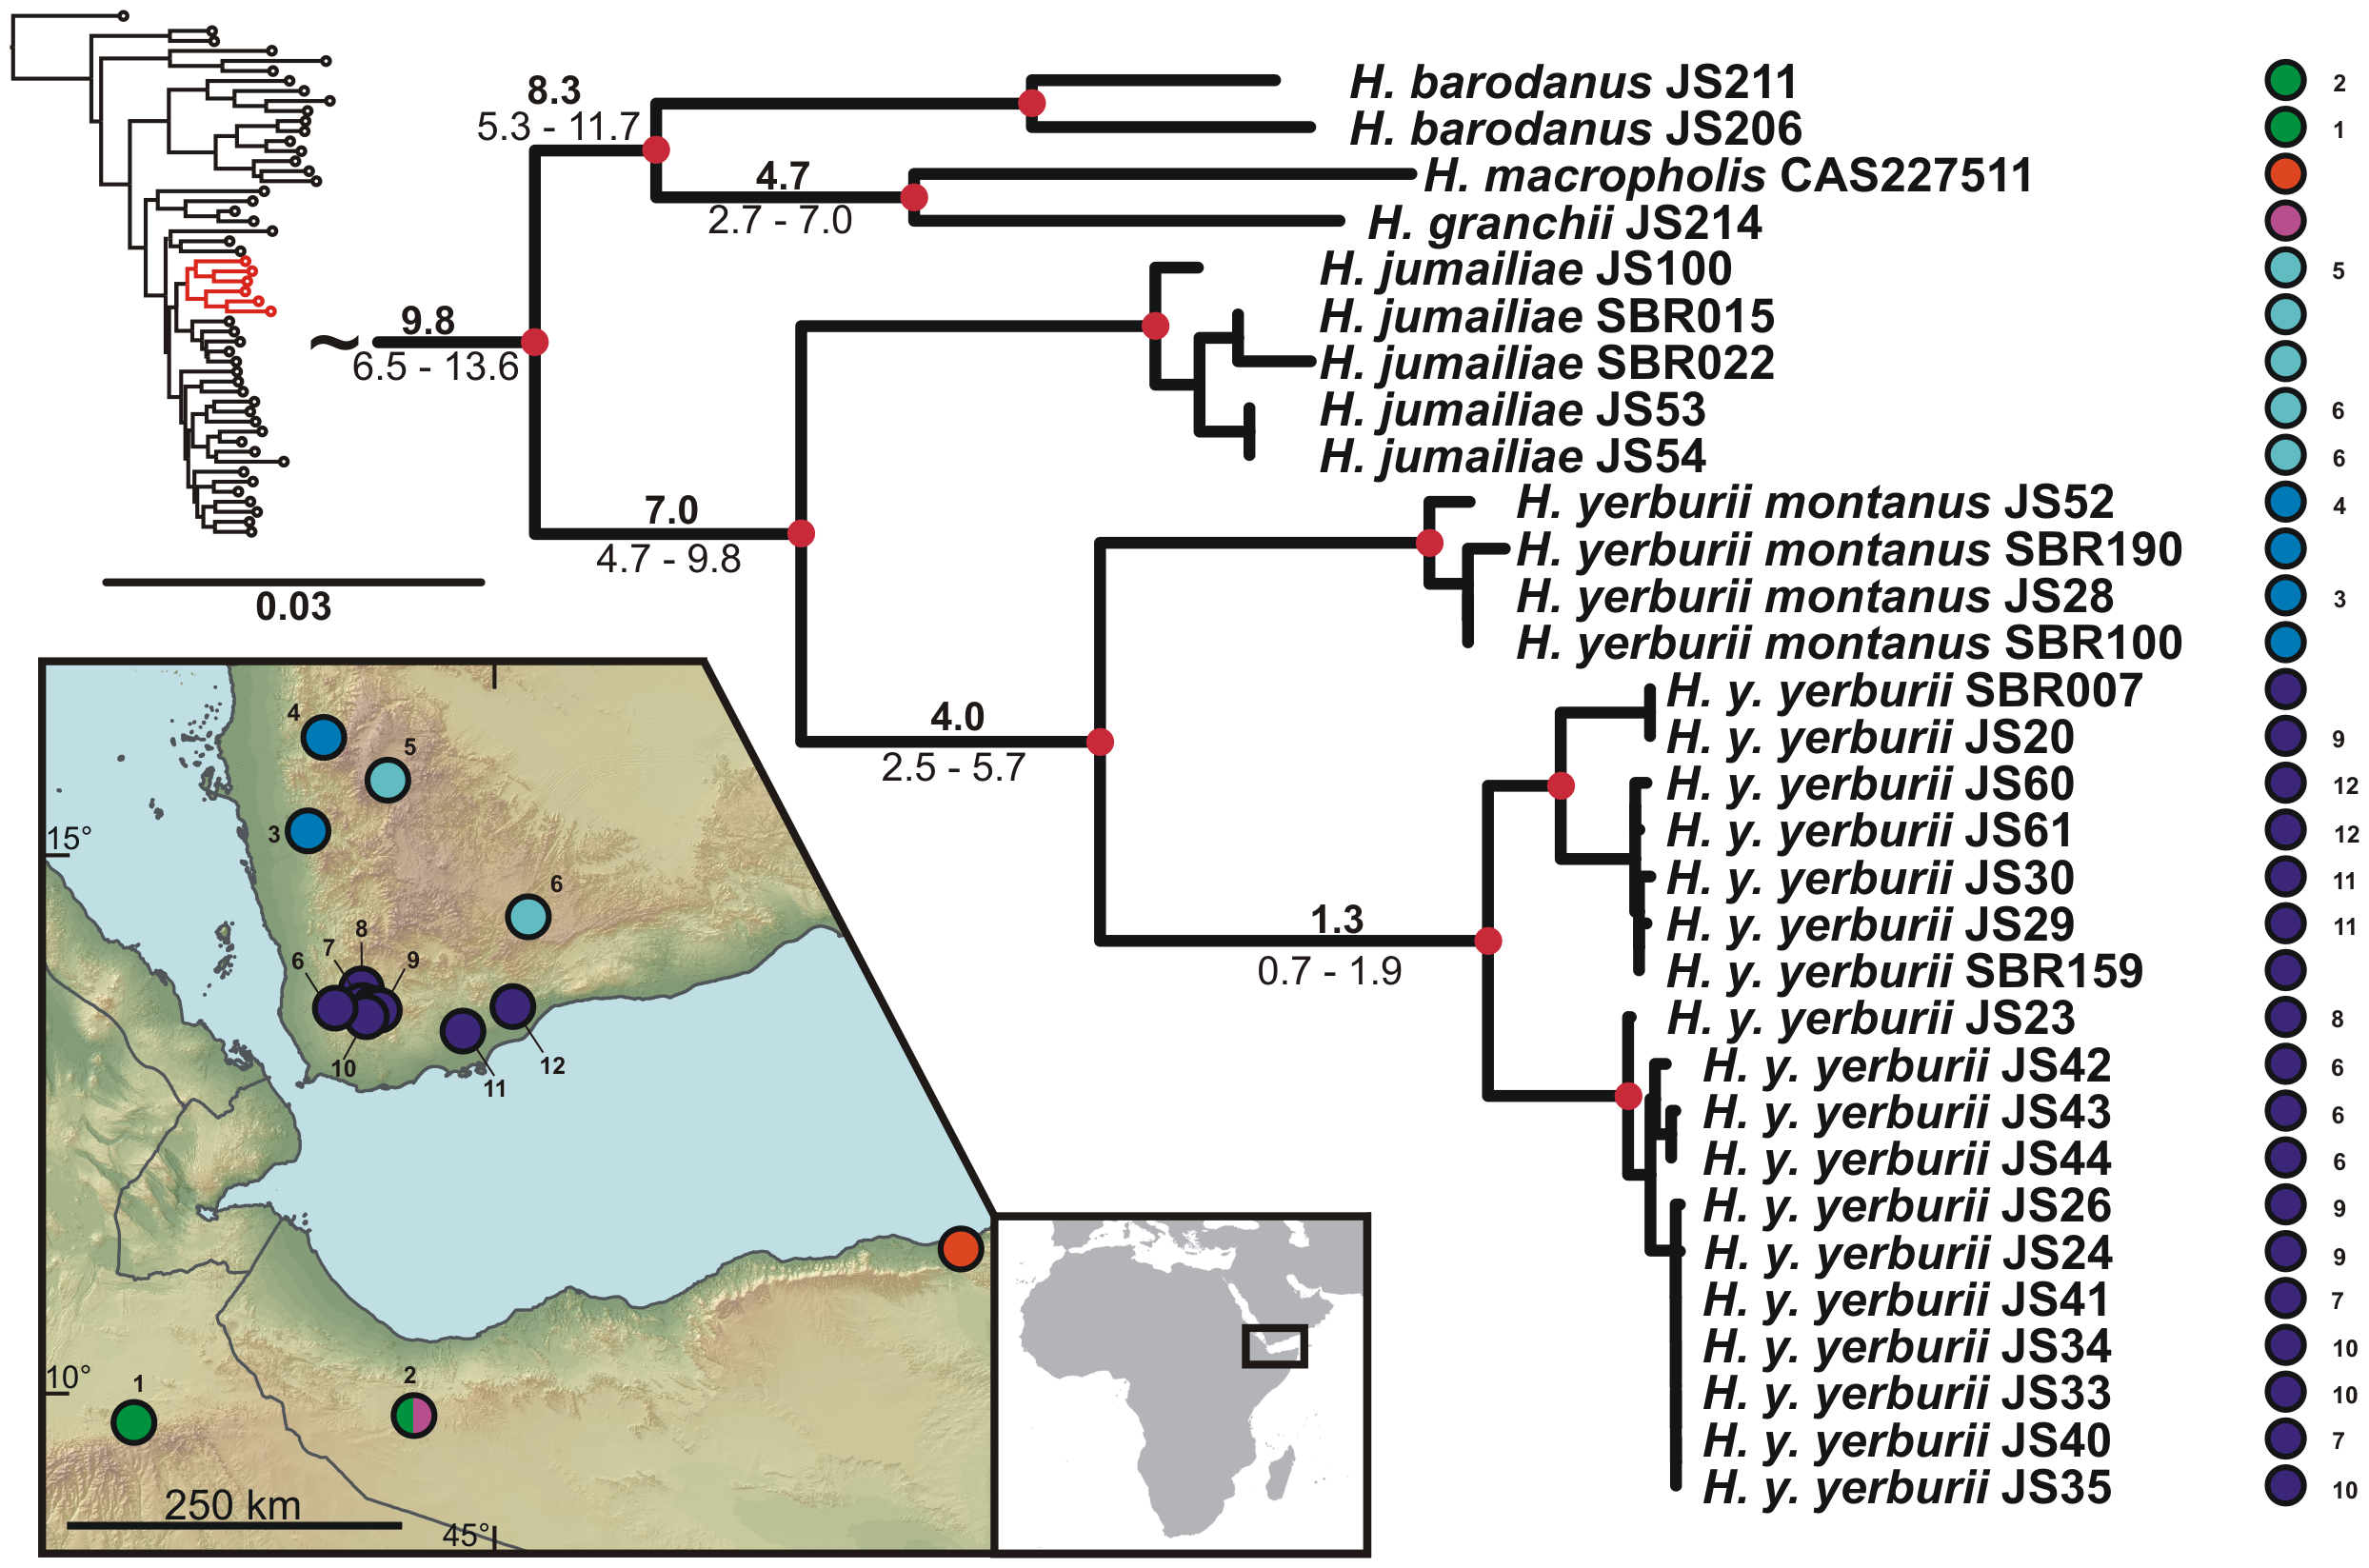 8.3
5.3 - 11.7
4.7
2.7 - 7.0
~
9.8
6.5 - 13.6
7.0
4.7 - 9.8
4.0
2.5 - 5.7
1.3
0.7 - 1.9
0.03
H. barodanus JS211 2
H. barodanus JS206 1
H. macropholis CAS227511
H. granchii JS214
H. jumailiae JS100 5
H. jumailiae SBR015
H. jumailiae SBR022
H. jumailiae JS53 6
H. jumailiae JS54 6
H. yerburii montanus JS52 4
H. yerburii montanus SBR190
H. yerburii montanus JS28 3
H. yerburii montanus SBR100
H. y. yerburii SBR007
H. y. yerburii JS20 9
H. y. yerburii JS60 12
H. y. yerburii JS61 12
H. y. yerburii JS30 11
H. y. yerburii JS29 11
H. y. yerburii SBR159
H. y. yerburii JS23 8
H. y. yerburii JS42 6
H. y. yerburii JS43 6
H. y. yerburii JS44 6
H. y. yerburii JS26 9
H. y. yerburii JS24 9
H. y. yerburii JS41 7
H. y. yerburii JS34 10
H. y. yerburii JS33 10
H. y. yerburii JS40 7
H. y. yerburii JS35 10
4
5
3
15°
6
8
7
6
9
10
11
12
10°
1
2
250 km
45°